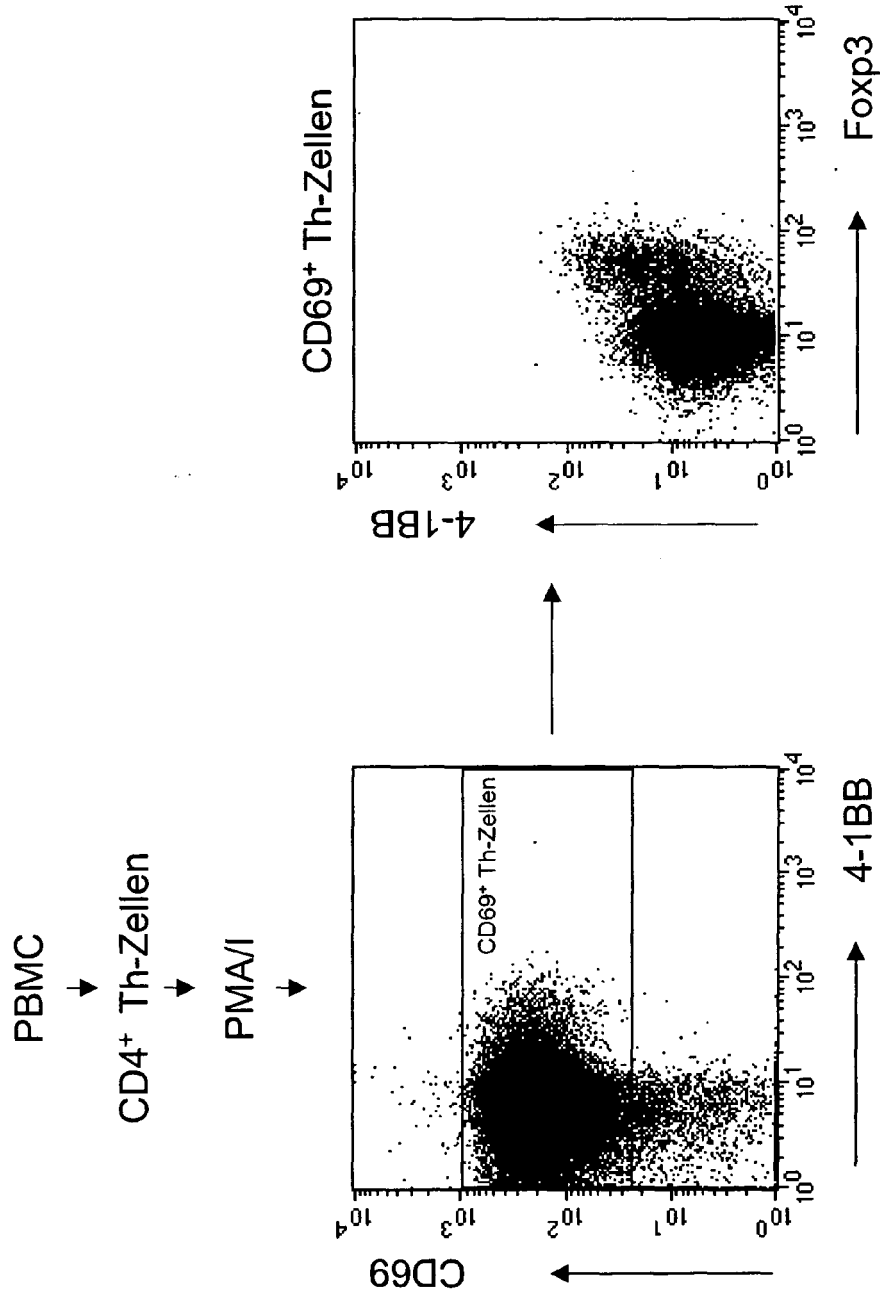 PBMC
CD4⁺ Th-Zellen
PMA/I
CD69⁺ Th-Zellen
CD69
10⁴
10³
10²
10¹
10⁰
10⁰ 10¹ 10² 10³ 10⁴
4-1BB
CD69⁺ Th-Zellen
4-1BB
10⁴
10³
10²
10¹
10⁰
10⁰ 10¹ 10² 10³ 10⁴
Foxp3